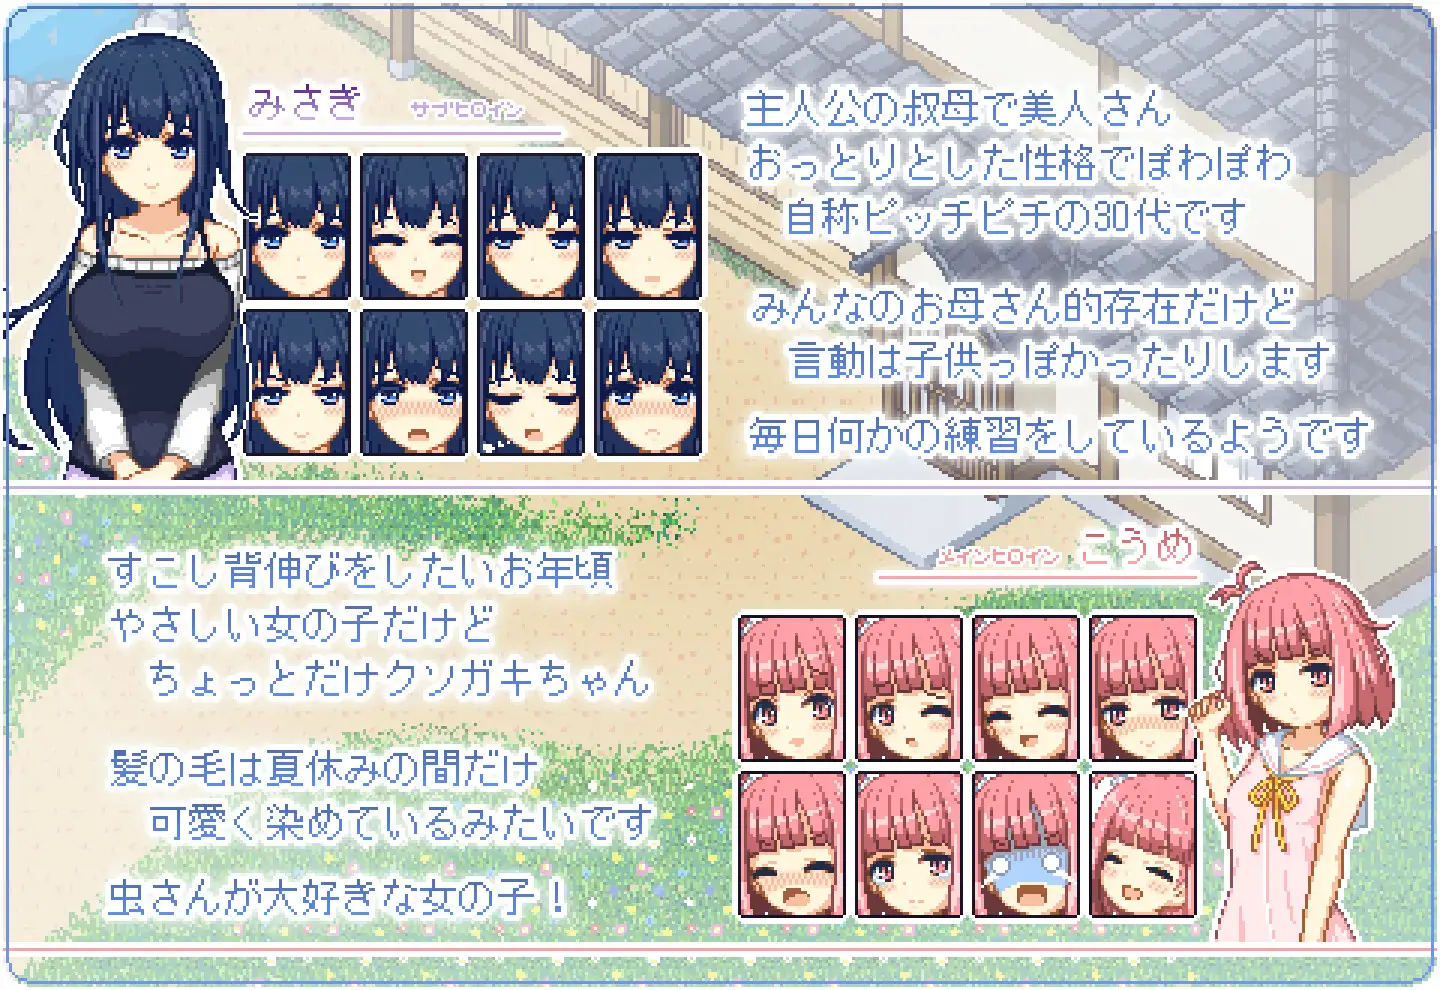 みさぎ サブヒロイン
主人公の叔母で美人さん
おっとりとした性格でぽわぽわ
自称ピッチピチの30代です
みんなのお母さん的存在だけど
言動は子供っぽかったりします
毎日何かの練習をしているようです
メインヒロイン こうめ
すこし背伸びをしたいお年頃
やさしい女の子だけど
ちょっとだけクソガキちゃん
髪の毛は夏休みの間だけ
可愛く染めているみたいです
虫さんが大好きな女の子！